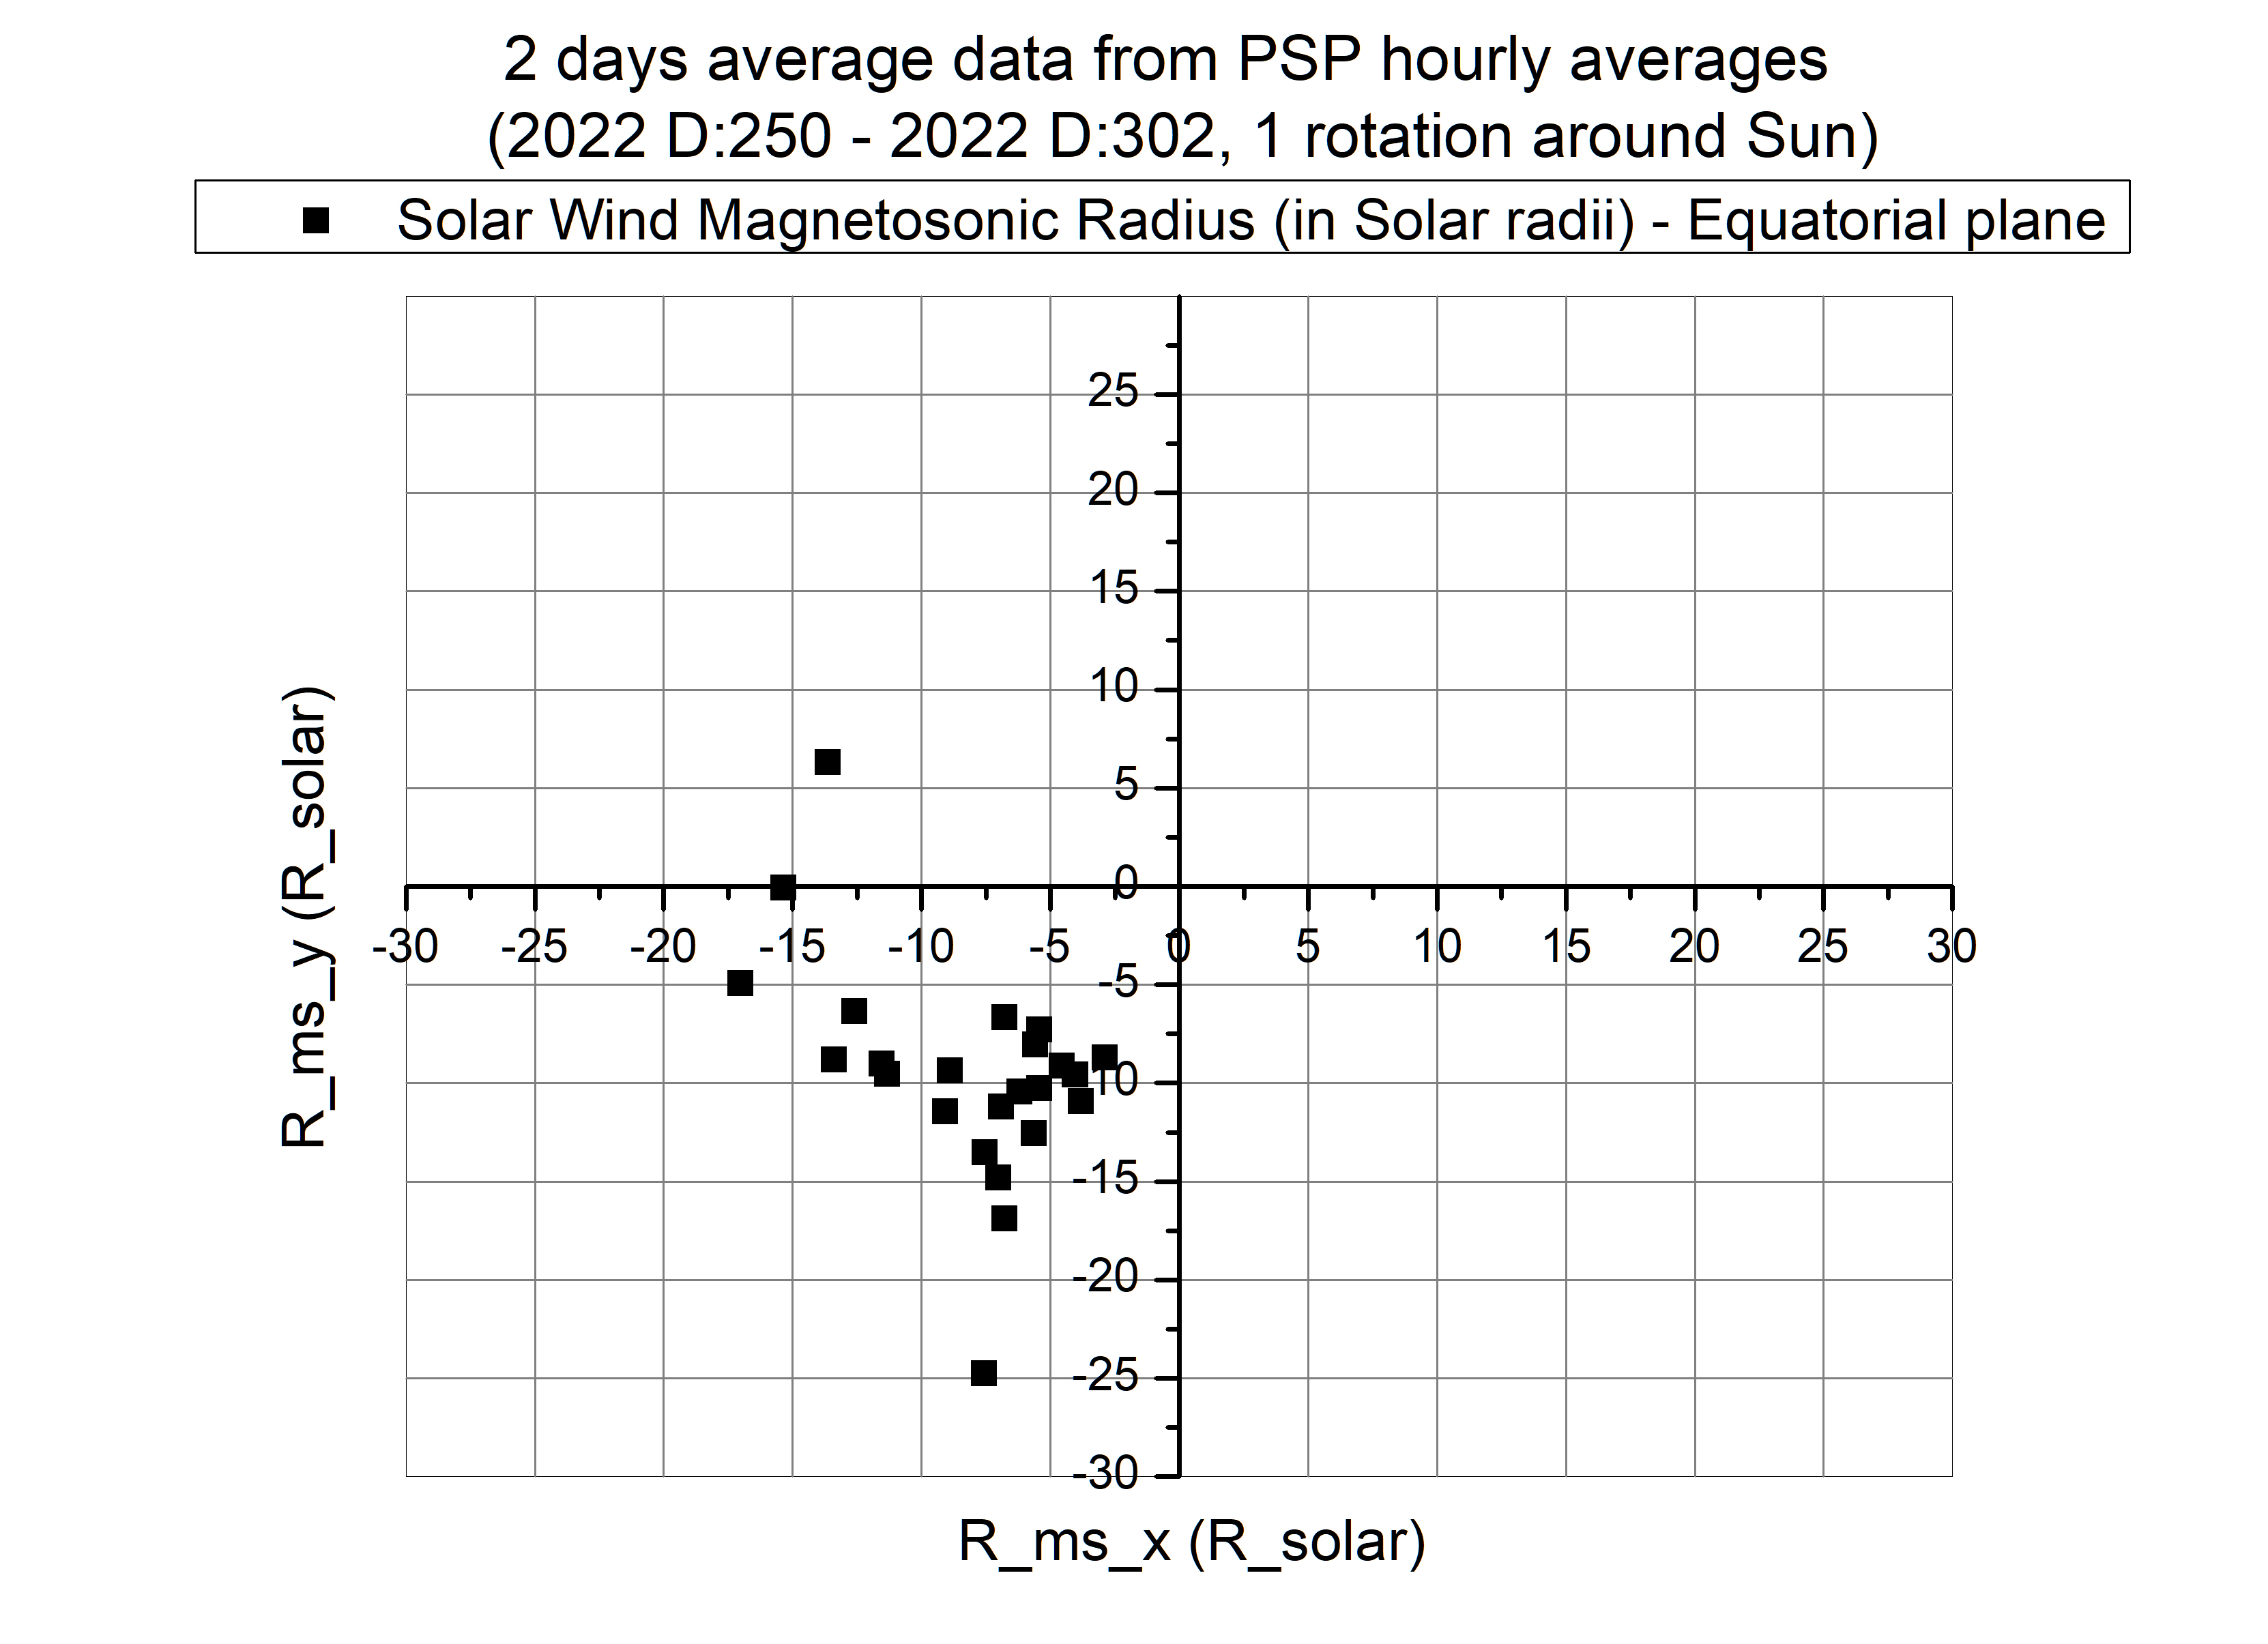 2 days average data from PSP hourly averages
(2022 D:250 - 2022 D:302, 1 rotation around Sun)
Solar Wind Magnetosonic Radius (in Solar radii) - Equatorial plane
25
20
15
10
5
0
-30 -25 -20 -15 -10 -5 0 5 10 15 20 25 30
-5
10
-15
-20
-25
-30
R_ms_y (R_solar)
R_ms_x (R_solar)